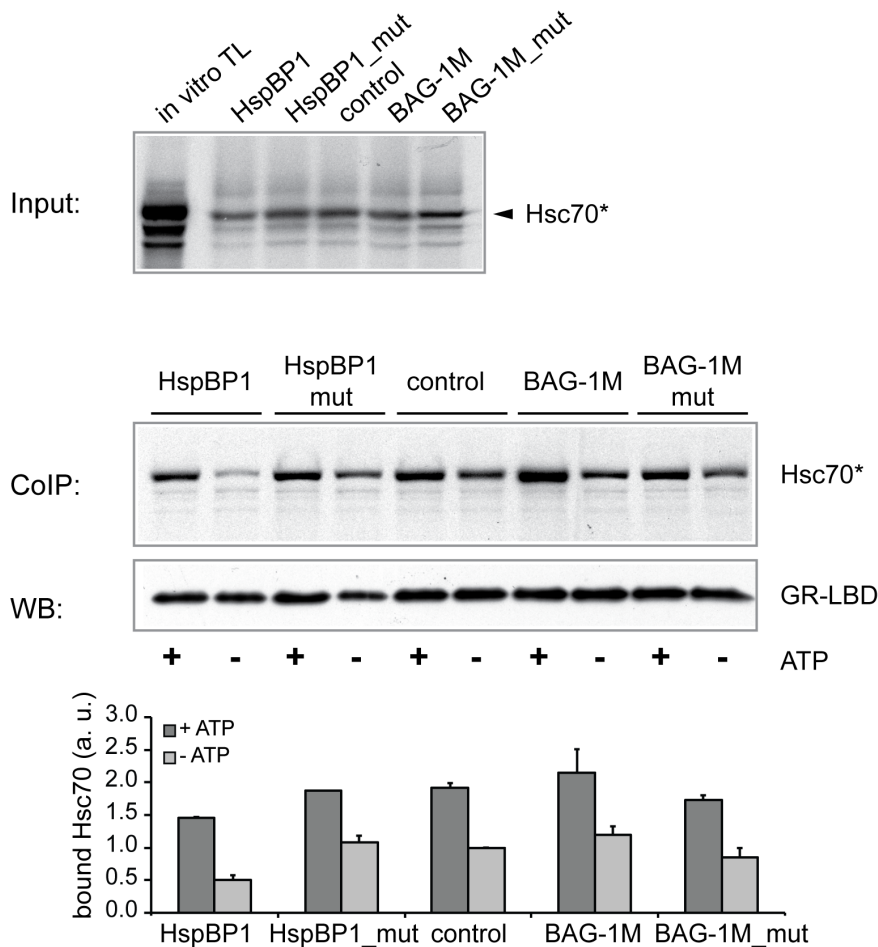 in vitro TL
HspBP1
HspBP1_mut
control
BAG-1M
BAG-1M_mut
Input:
Hsc70*
HspBP1
HspBP1
mut
control
BAG-1M
BAG-1M
mut
CoIP:
Hsc70*
WB:
GR-LBD
+ - + - + - + - + - ATP
bound Hsc70 (a. u.)
3.0
2.5
2.0
1.5
1.0
0.5
0.0
+ ATP
- ATP
HspBP1 HspBP1_mut control BAG-1M BAG-1M_mut